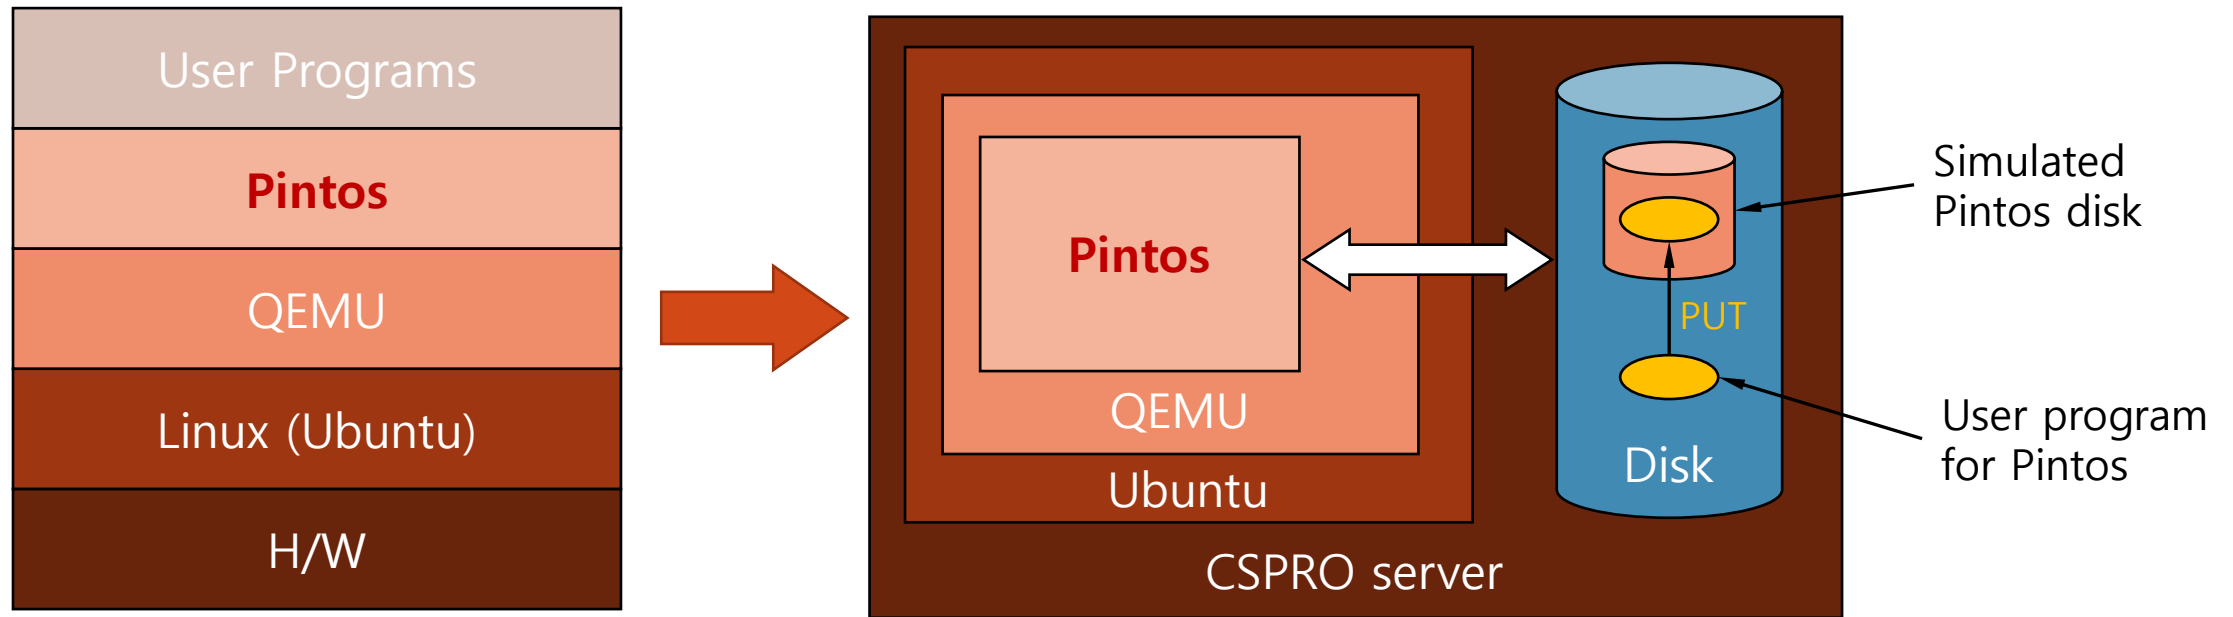 User Programs
Pintos
QEMU
Linux (Ubuntu)
H/W
Pintos
QEMU
Ubuntu
CSPRO server
PUT
Disk
Simulated
Pintos disk
User program
for Pintos